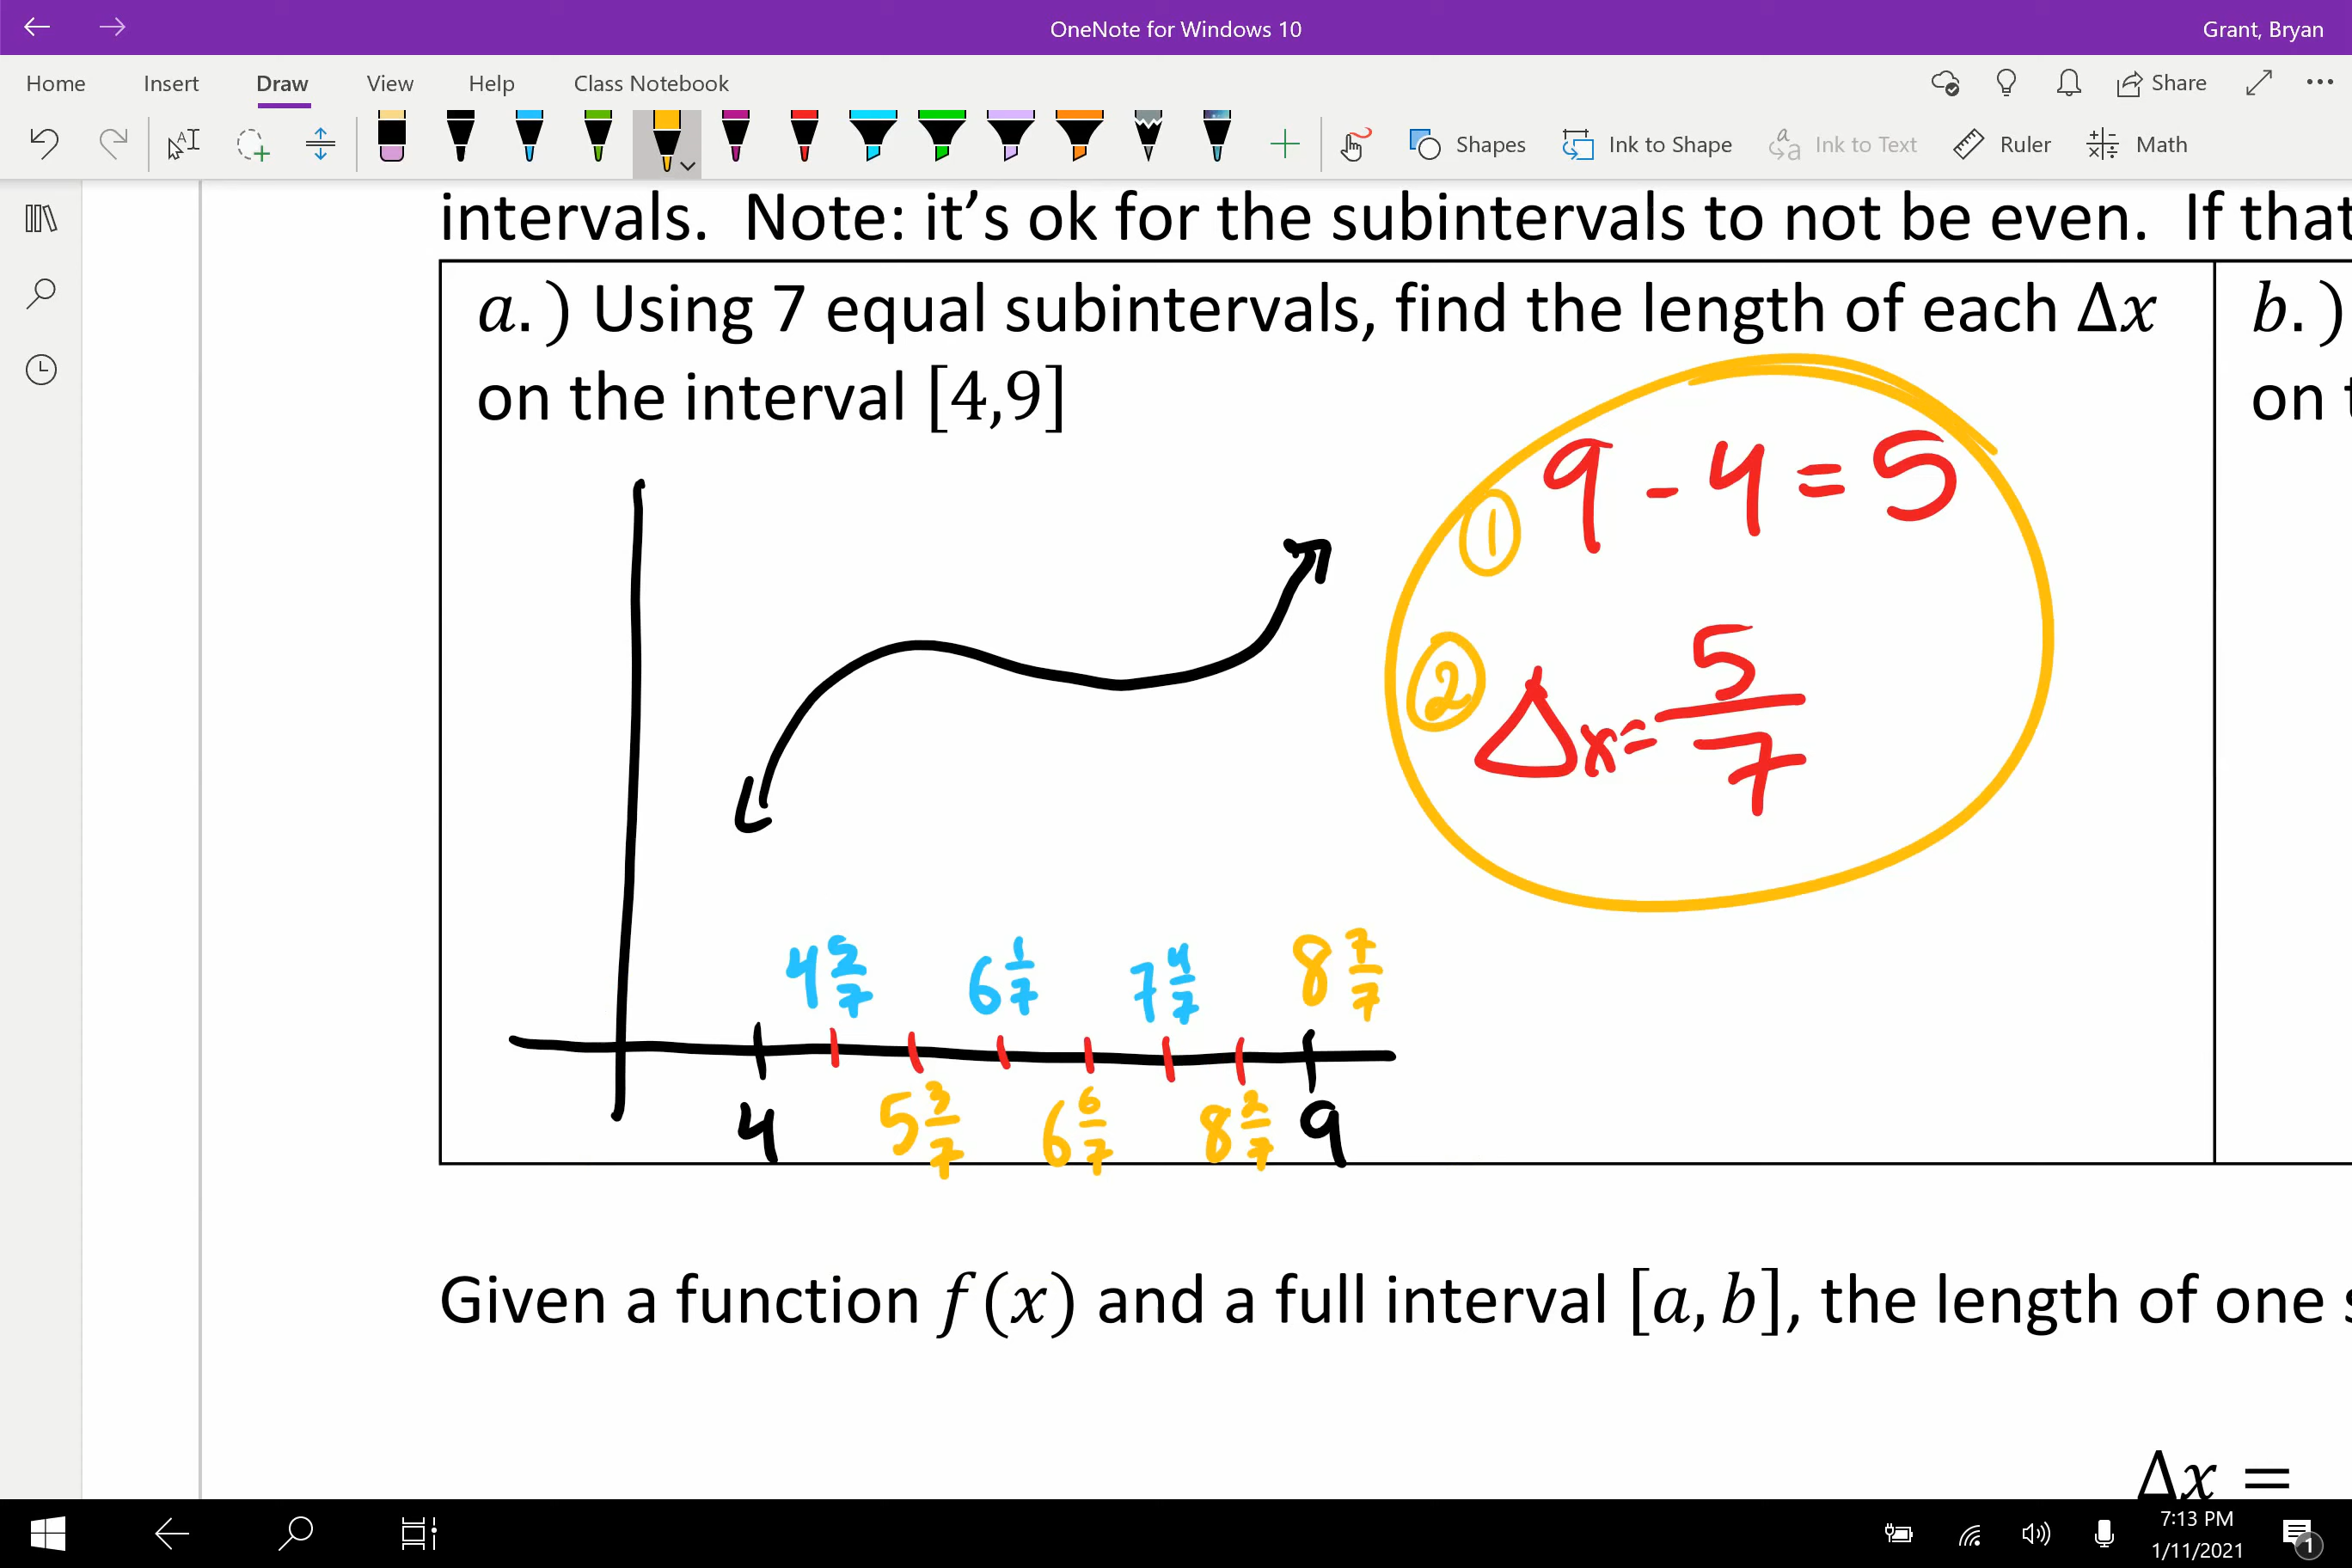 OneNote for Windows 10
Grant, Bryan
Home Insert Draw View Help Class Notebook Share
Shapes Ink to Shape Ink to Text Ruler Math
intervals. Note: it's ok for the subintervals to not be even. If that
a. ) Using 7 equal subintervals, find the length of each Δx
on the interval [4,9]
b. )
on t
① 9 - 4 = 5
② Δx = 5/7
4 5/7 6 1/7 7 4/7 8 7/7
4 5 3/7 6 6/7 8 2/7 9
Given a function f(x) and a full interval [a, b], the length of one s
Δx =
7:13 PM
1/11/2021
1